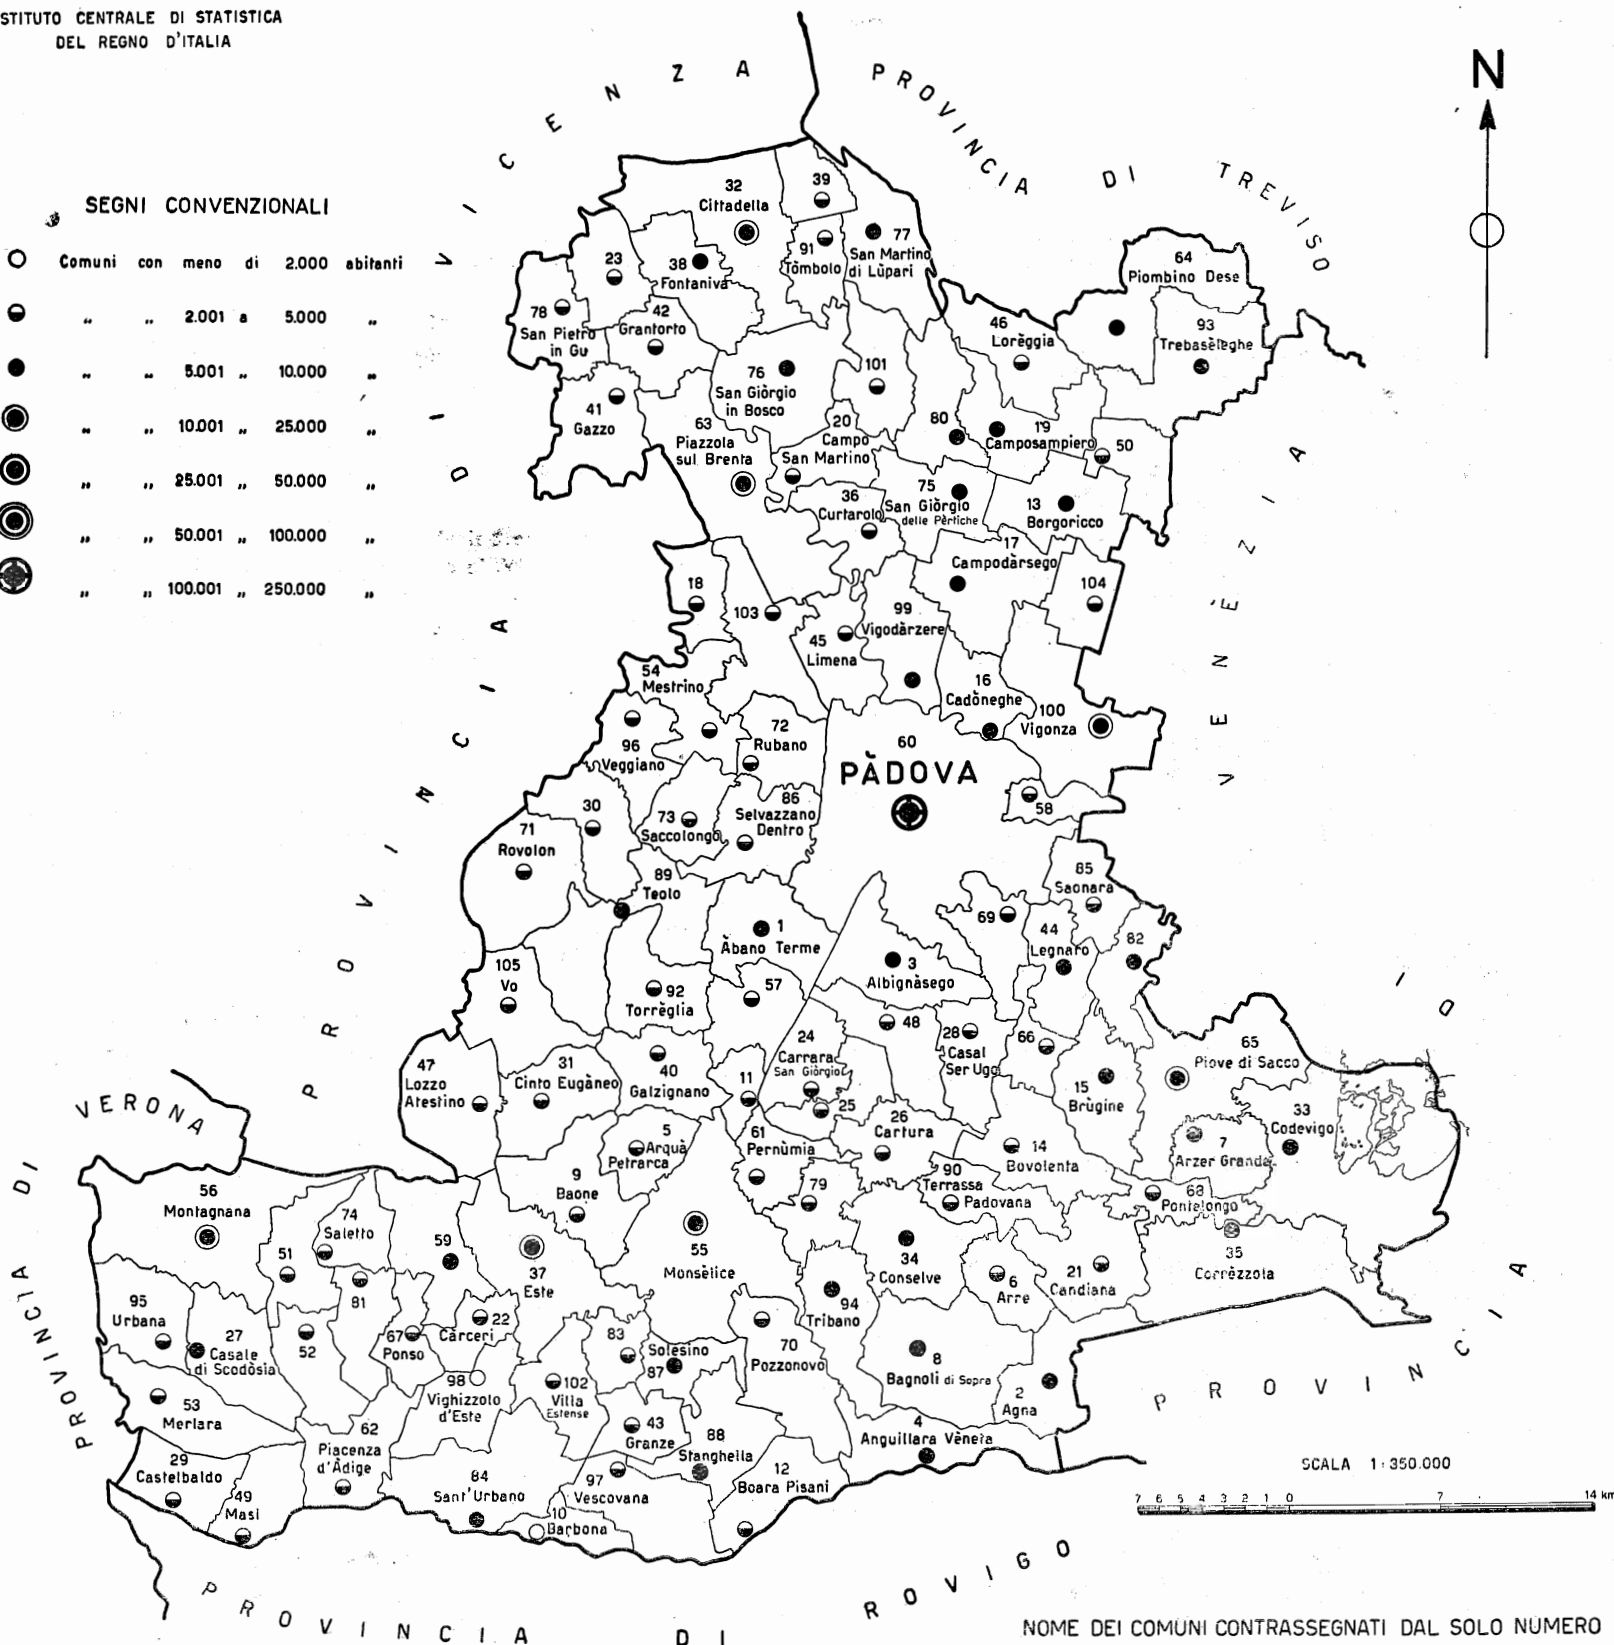 STITUTO CENTRALE DI STATISTICA
DEL REGNO D'ITALIA
N
SEGNI CONVENZIONALI
Comuni con meno di 2.000 abitanti
„ „ 2.001 a 5.000 „
„ „ 5.001 „ 10.000 „
„ „ 10.001 „ 25.000 „
„ „ 25.001 „ 50.000 „
„ „ 50.001 „ 100.000 „
„ „ 100.001 „ 250.000 „
PROVINCIA DI VICENZA
PROVINCIA DI TREVISO
PROVINCIA DI VENÈZIA
PROVINCIA DI VERONA
PROVINCIA DI ROVIGO
32
Cittadella
39
91
Tòmbolo
77
San Martino
di Lùpari
23
38
Fontaniva
78
San Pietro
in Gu
42
Grantorto
64
Piombino Dese
93
Trebasèleghe
46
Lorèggia
76
San Giòrgio
in Bosco
101
41
Gazzo
63
Piazzola
sul Brenta
20
Campo
San Martino
80
19
Camposampiero
50
36
Curtarolo
75
San Giòrgio
delle Pèrtiche
13
Borgoricco
17
Campodàrsego
104
18
103
45
Limena
99
Vigodàrzere
54
Mestrino
16
Cadòneghe
100
Vigonza
72
Rubano
60
PÀDOVA
96
Veggiano
58
30
73
Saccolongo
86
Selvazzano
Dentro
71
Rovolon
89
Teolo
85
Saonara
69
44
Legnaro
82
1
Àbano Terme
3
Albignàsego
105
Vo
92
Torrèglia
57
48
28
Casal
Ser Ugo
66
24
Carrara
San Giòrgio
65
Piove di Sacco
47
Lozzo
Atestino
31
Cinto Eugàneo
40
Galzignano
11
25
15
Brùgine
33
Codevigo
26
Cartura
5
Arquà
Petrarca
61
Pernùmia
14
Bovolenta
7
Arzer Grande
9
Baone
90
Terrassa
Padovana
79
68
Pontelongo
56
Montagnana
74
Saletto
59
51
37
Este
55
Monsèlice
34
Conselve
6
Arre
21
Candiana
35
Corrèzzola
81
95
Urbana
27
Casale
di Scodòsia
52
67
Ponso
22
Càrceri
83
94
Tribano
Solesino
87
70
Pozzonovo
8
Bagnoli di Sopra
53
Merlara
98
Vighizzolo
d'Este
102
Villa
Estense
2
Agna
62
Piacenza
d'Àdige
43
Granze
88
Stanghella
4
Anguillara Vèneta
29
Castelbaldo
49
Masi
84
Sant'Urbano
97
Vescovana
12
Boara Pisani
10
Barbona
SCALA 1:350.000
7 6 5 4 3 2 1 0 7 14 km
NOME DEI COMUNI CONTRASSEGNATI DAL SOLO NUMERO